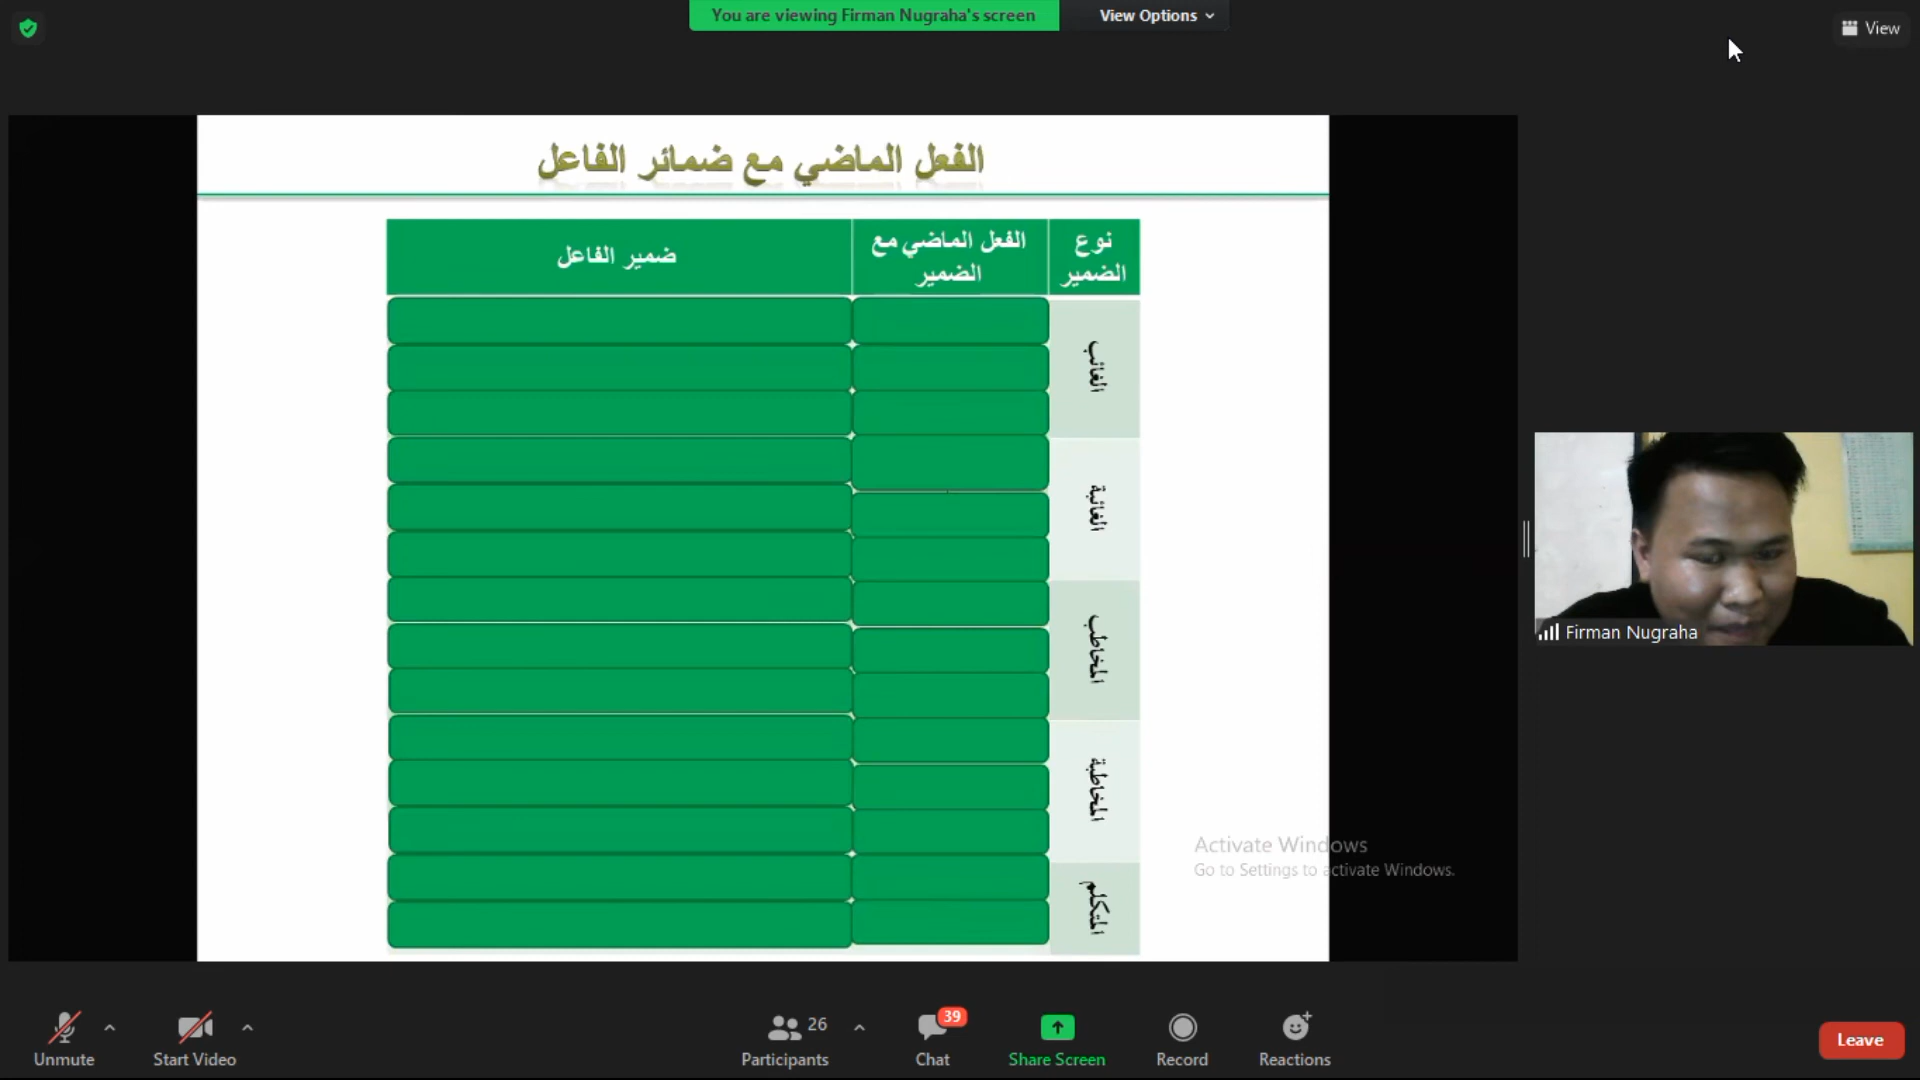 You are viewing Firman Nugraha's screen
View Options
View
الفعل الماضي مع ضمائر الفاعل
نوع الضمير
الفعل الماضي مع الضمير
ضمير الفاعل
الغائب
الغائبة
المخاطب
المخاطبة
المتكلم
Activate Windows
Go to Settings to activate Windows.
Firman Nugraha
Unmute
Start Video
26
Participants
39
Chat
Share Screen
Record
Reactions
Leave